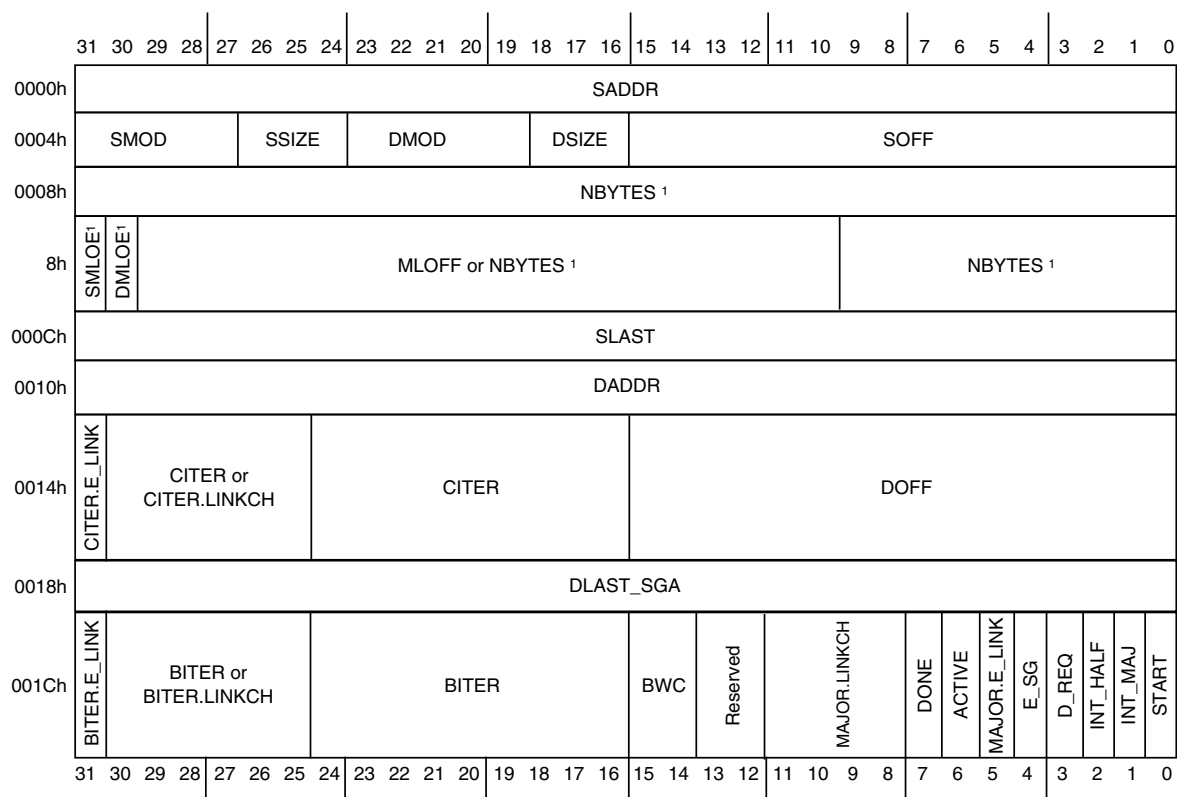 31 30 29 28 27 26 25 24 23 22 21 20 19 18 17 16 15 14 13 12 11 10 9 8 7 6 5 4 3 2 1 0
0000h SADDR
0004h SMOD SSIZE DMOD DSIZE SOFF
0008h NBYTES ¹
8h SMLOE¹ DMLOE¹ MLOFF or NBYTES ¹ NBYTES ¹
000Ch SLAST
0010h DADDR
0014h CITER.E_LINK CITER or
CITER.LINKCH CITER DOFF
0018h DLAST_SGA
001Ch BITER.E_LINK BITER or
BITER.LINKCH BITER BWC Reserved MAJOR.LINKCH DONE ACTIVE MAJOR.E_LINK E_SG D_REQ INT_HALF INT_MAJ START
31 30 29 28 27 26 25 24 23 22 21 20 19 18 17 16 15 14 13 12 11 10 9 8 7 6 5 4 3 2 1 0